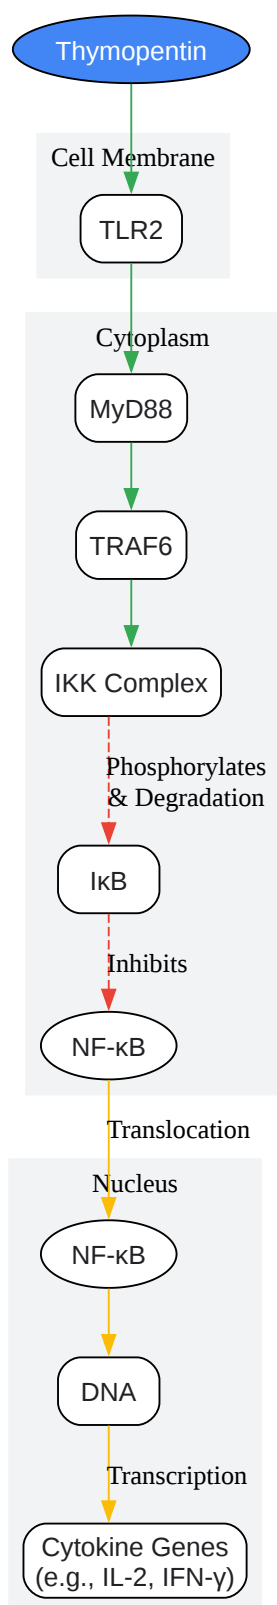 Thymopentin
Cell Membrane
TLR2
Cytoplasm
MyD88
TRAF6
IKK Complex
Phosphorylates
& Degradation
IκB
Inhibits
NF-κB
Translocation
Nucleus
NF-κB
DNA
Transcription
Cytokine Genes
(e.g., IL-2, IFN-γ)